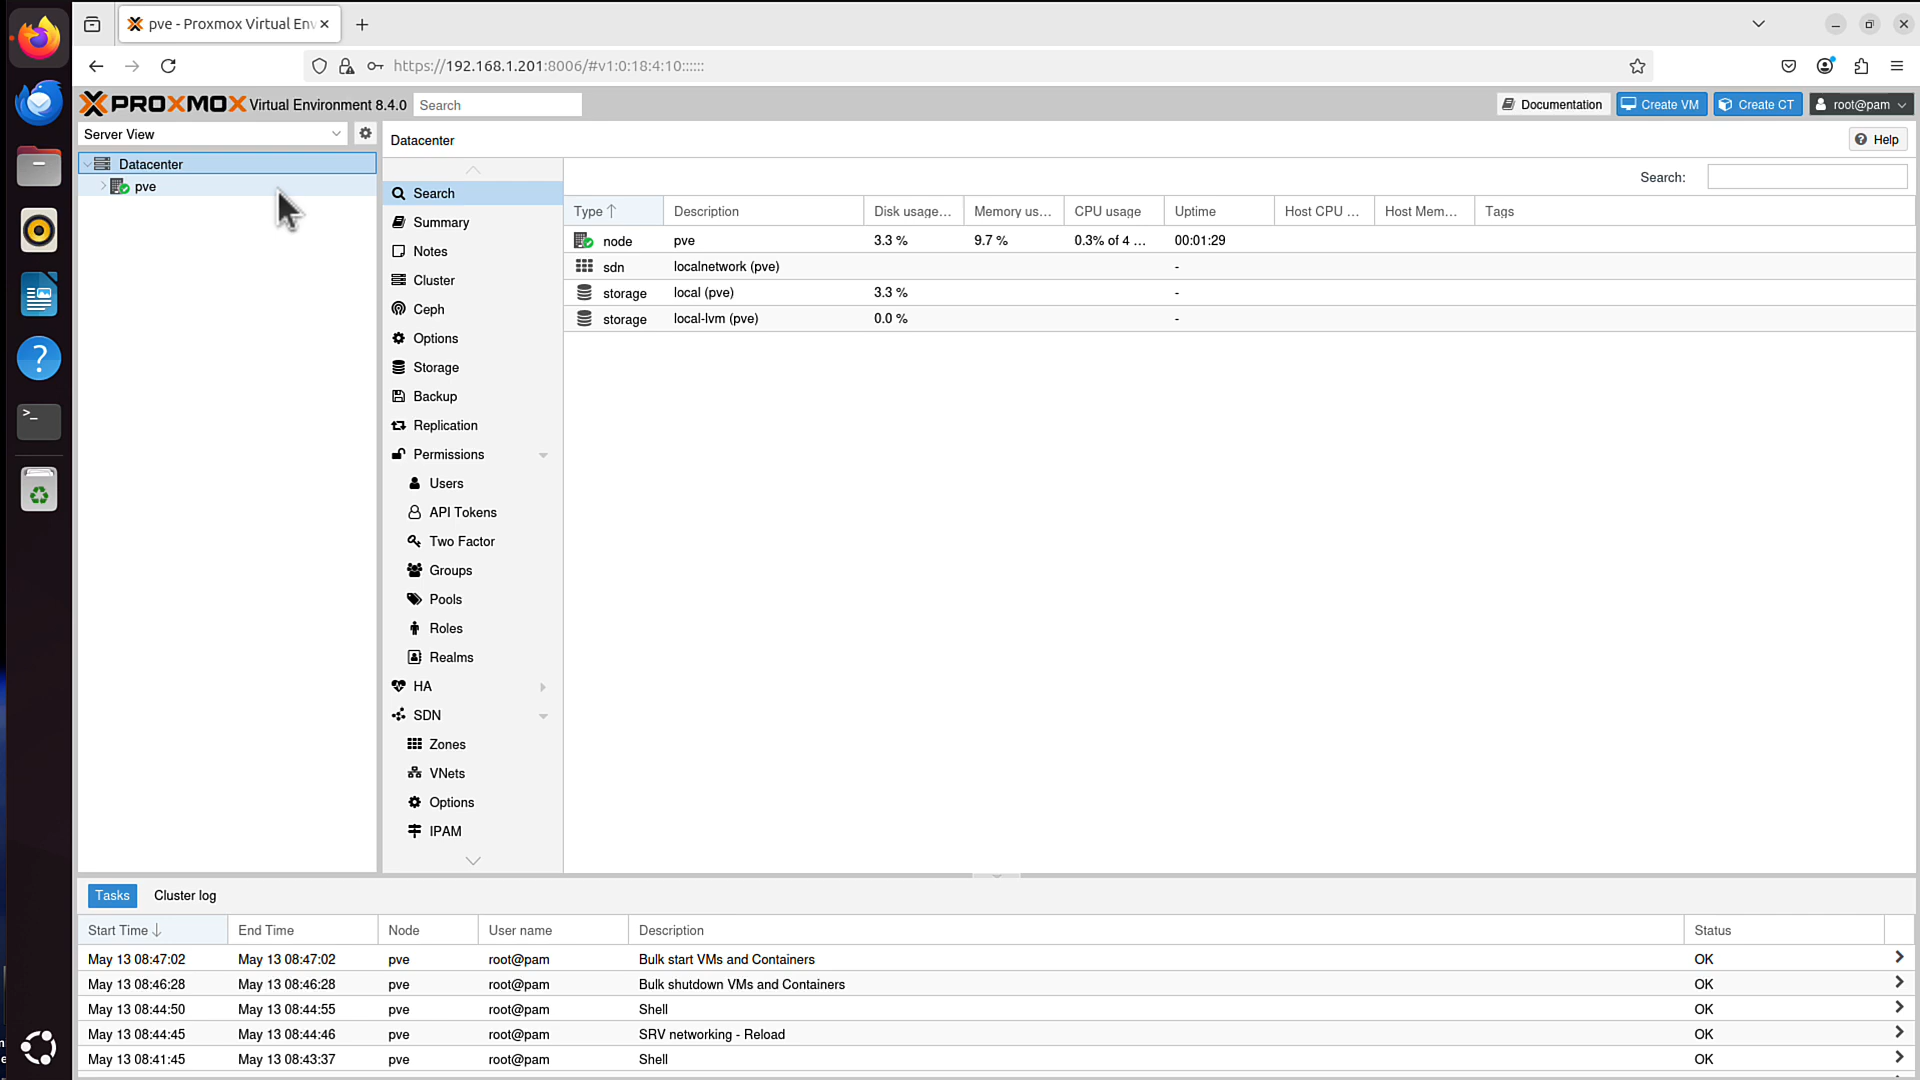 pve - Proxmox Virtual Env
https://192.168.1.201:8006/#v1:0:18:4:10::::::
PROXMOX Virtual Environment 8.4.0 Search Documentation Create VM Create CT root@pam
Server View
Datacenter Help
Datacenter
pve
Search
Summary
Notes
Cluster
Ceph
Options
Storage
Backup
Replication
Permissions
Users
API Tokens
Two Factor
Groups
Pools
Roles
Realms
HA
SDN
Zones
VNets
Options
IPAM
Search:
Type Description Disk usage... Memory us... CPU usage Uptime Host CPU ... Host Mem... Tags
node pve 3.3 % 9.7 % 0.3% of 4 ... 00:01:29
sdn localnetwork (pve) -
storage local (pve) 3.3 % -
storage local-lvm (pve) 0.0 % -
Tasks Cluster log
Start Time End Time Node User name Description Status
May 13 08:47:02 May 13 08:47:02 pve root@pam Bulk start VMs and Containers OK
May 13 08:46:28 May 13 08:46:28 pve root@pam Bulk shutdown VMs and Containers OK
May 13 08:44:50 May 13 08:44:55 pve root@pam Shell OK
May 13 08:44:45 May 13 08:44:46 pve root@pam SRV networking - Reload OK
May 13 08:41:45 May 13 08:43:37 pve root@pam Shell OK